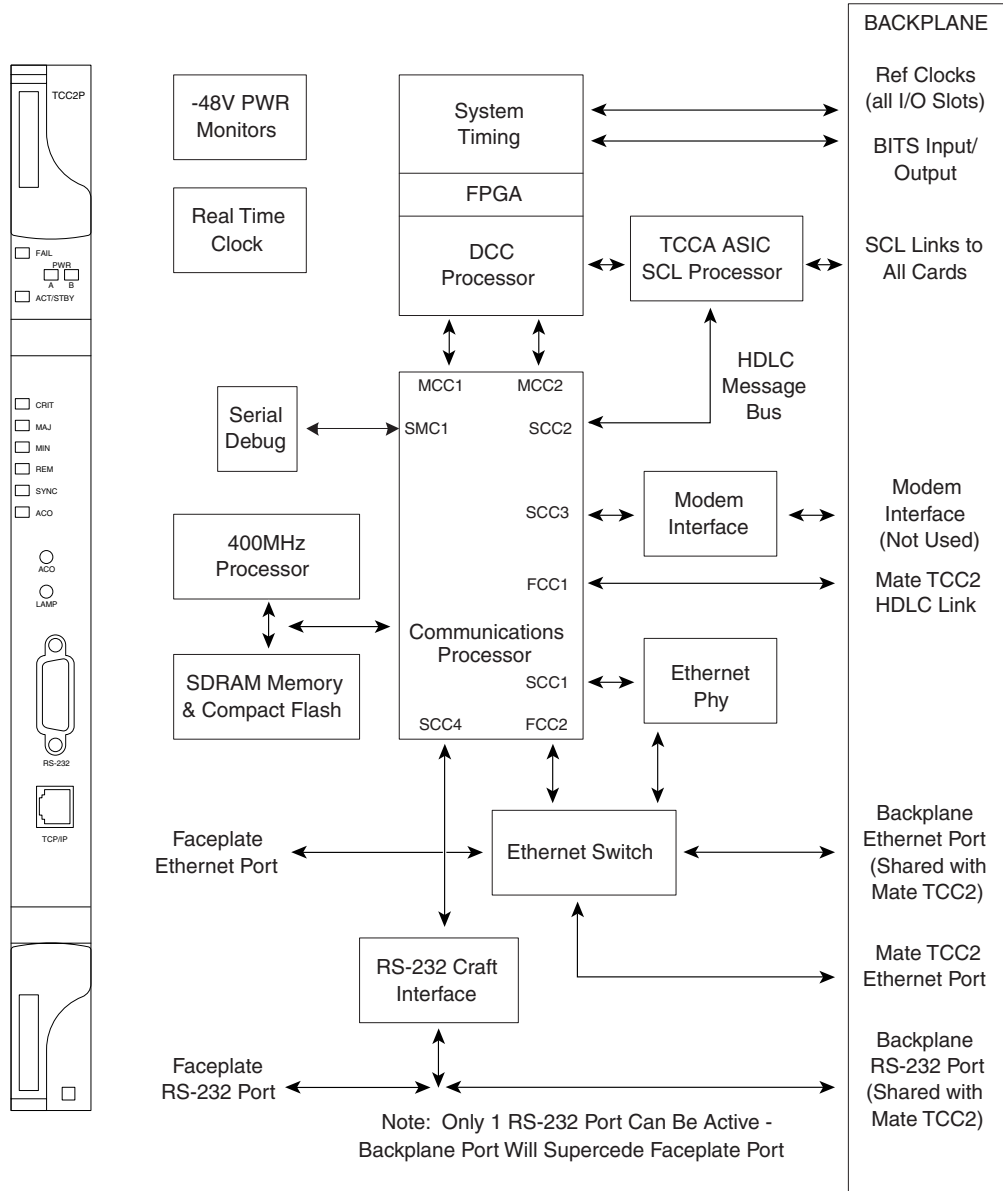 BACKPLANE
TCC2P
FAIL
PWR
A B
ACT/STBY
CRIT
MAJ
MIN
REM
SYNC
ACO
ACO
LAMP
RS-232
TCP/IP
-48V PWR
Monitors
Real Time
Clock
System
Timing
FPGA
DCC
Processor
TCCA ASIC
SCL Processor
Ref Clocks
(all I/O Slots)
BITS Input/
Output
SCL Links to
All Cards
HDLC
Message
Bus
MCC1
MCC2
Serial
Debug
SMC1
SCC2
SCC3
Modem
Interface
Modem
Interface
(Not Used)
400MHz
Processor
FCC1
Mate TCC2
HDLC Link
Communications
Processor
SDRAM Memory
& Compact Flash
SCC1
Ethernet
Phy
SCC4
FCC2
Faceplate
Ethernet Port
Ethernet Switch
Backplane
Ethernet Port
(Shared with
Mate TCC2)
RS-232 Craft
Interface
Mate TCC2
Ethernet Port
Faceplate
RS-232 Port
Backplane
RS-232 Port
(Shared with
Mate TCC2)
Note: Only 1 RS-232 Port Can Be Active -
Backplane Port Will Supercede Faceplate Port